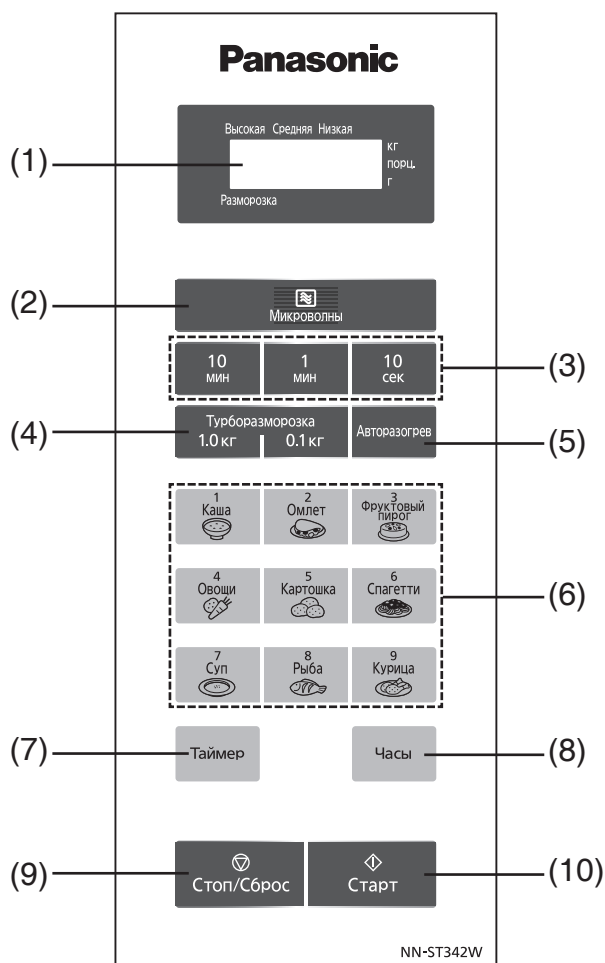 Panasonic
Высокая Средняя Низкая
кг
(1)
порц.
г
Разморозка
(2)
Микроволны
10 мин
1 мин
10 сек
(3)
(4)
Турборазморозка
1.0 кг 0.1 кг
Авторазогрев
(5)
1 Каша
2 Омлет
3 Фруктовый пирог
4 Овощи
5 Картошка
6 Спагетти
(6)
7 Суп
8 Рыба
9 Курица
(7)
Таймер
Часы
(8)
(9)
Стоп/Сброс
Старт
(10)
NN-ST342W